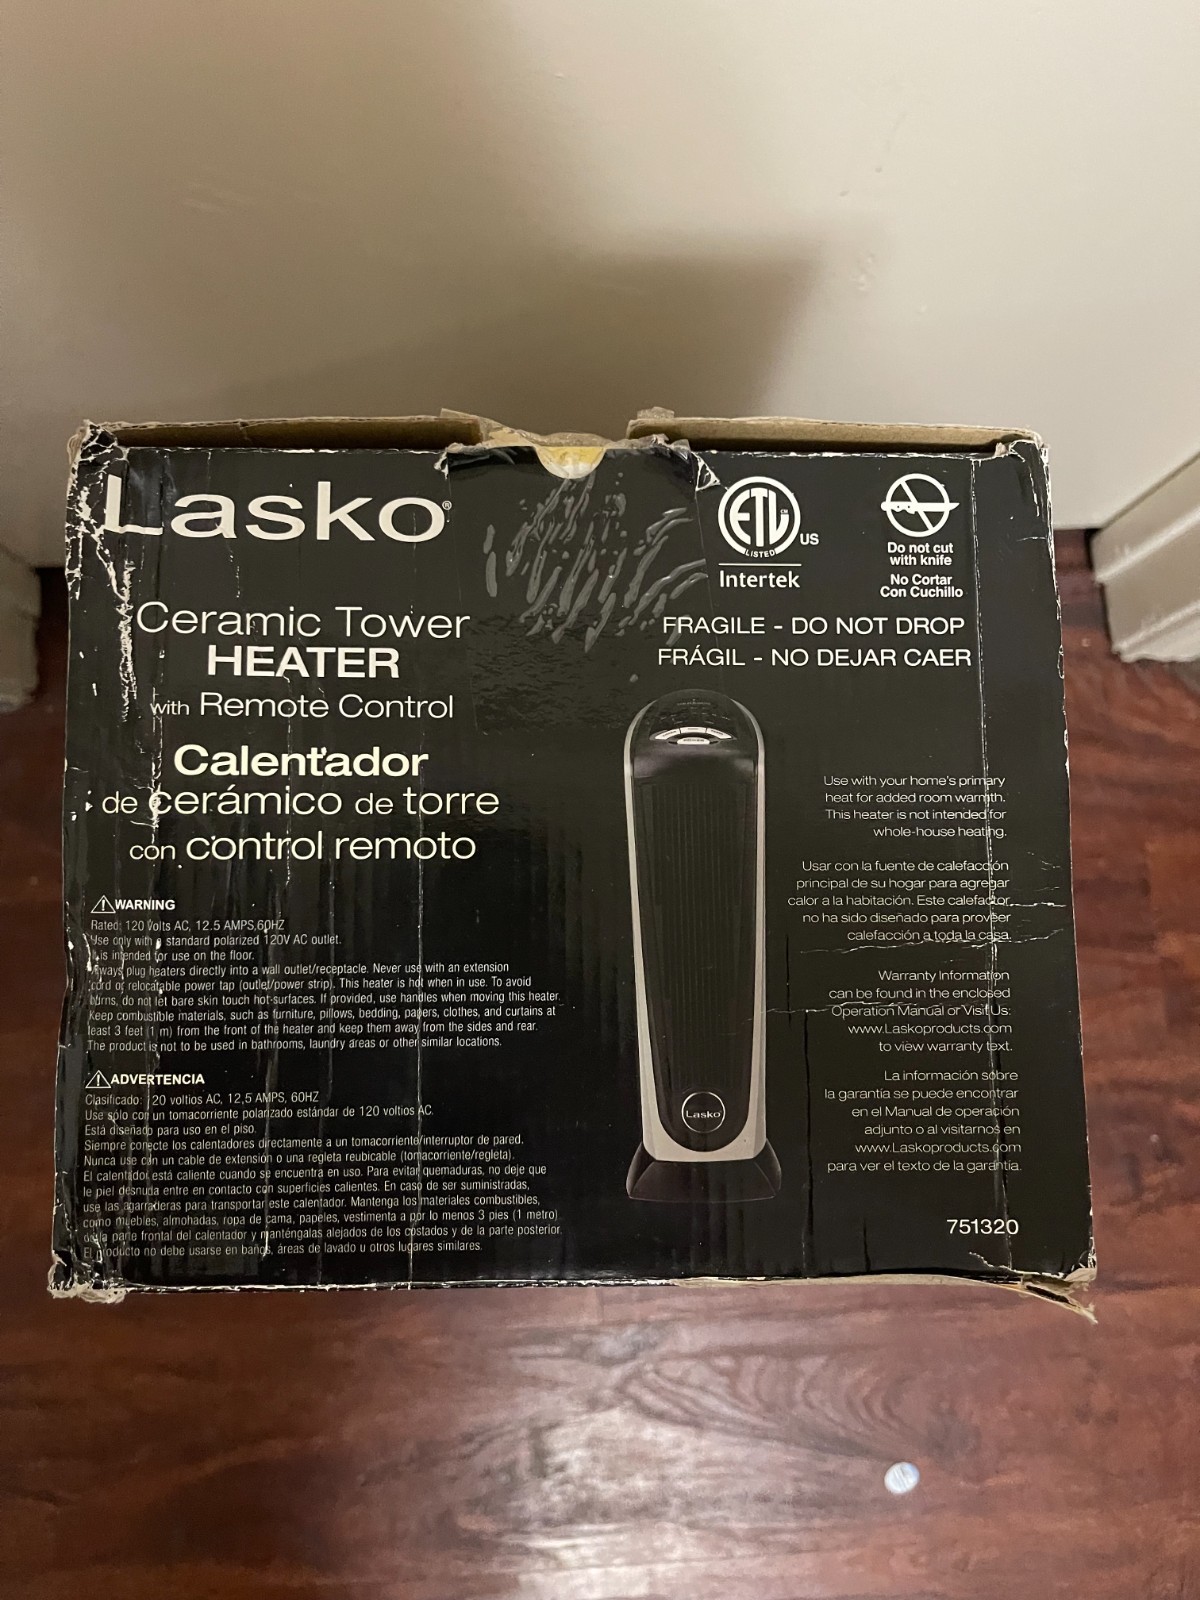 Lasko®
Ceramic Tower
HEATER
with Remote Control
Calentador
de cerámico de torre
con control remoto
⚠WARNING
Rated: 120 Volts AC, 12.5 AMPS,60HZ
Use only with a standard polarized 120V AC outlet.
It is intended for use on the floor.
Always plug heaters directly into a wall outlet/receptacle. Never use with an extension
cord or relocatable power tap (outlet/power strip). This heater is hot when in use. To avoid
burns, do not let bare skin touch hot-surfaces. If provided, use handles when moving this heater.
Keep combustible materials, such as furniture, pillows, bedding, papers, clothes, and curtains at
least 3 feet (1 m) from the front of the heater and keep them away from the sides and rear.
The product is not to be used in bathrooms, laundry areas or other similar locations.
⚠ADVERTENCIA
Clasificado: 120 voltios AC, 12,5 AMPS, 60HZ
Use sólo con un tomacorriente polarizado estándar de 120 voltios AC.
Está diseñado para uso en el piso.
Siempre conecte los calentadores directamente a un tomacorriente/interruptor de pared.
Nunca use con un cable de extensión o una regleta reubicable (tomacorriente/regleta).
El calentador está caliente cuando se encuentra en uso. Para evitar quemaduras, no deje que
le piel desnuda entre en contacto con superficies calientes. En caso de ser suministradas,
use las agarraderas para transportar este calentador. Mantenga los materiales combustibles,
como muebles, almohadas, ropa de cama, papeles, vestimenta a por lo menos 3 pies (1 metro)
de la parte frontal del calentador y manténgalas alejados de los costados y de la parte posterior.
El producto no debe usarse en baños, áreas de lavado u otros lugares similares.
ETL CM
LISTED
US
Intertek
Do not cut
with knife
No Cortar
Con Cuchillo
FRAGILE - DO NOT DROP
FRÁGIL - NO DEJAR CAER
Use with your home's primary
heat for added room warmth.
This heater is not intended for
whole-house heating.
Usar con la fuente de calefacción
principal de su hogar para agregar
calor a la habitación. Este calefactor
no ha sido diseñado para proveer
calefacción a toda la casa.
Warranty Information
can be found in the enclosed
Operation Manual or Visit Us:
www.Laskoproducts.com
to view warranty text.
La información sobre
la garantía se puede encontrar
en el Manual de operación
adjunto o al visitarnos en
www.Laskoproducts.com
para ver el texto de la garantía.
Lasko
751320